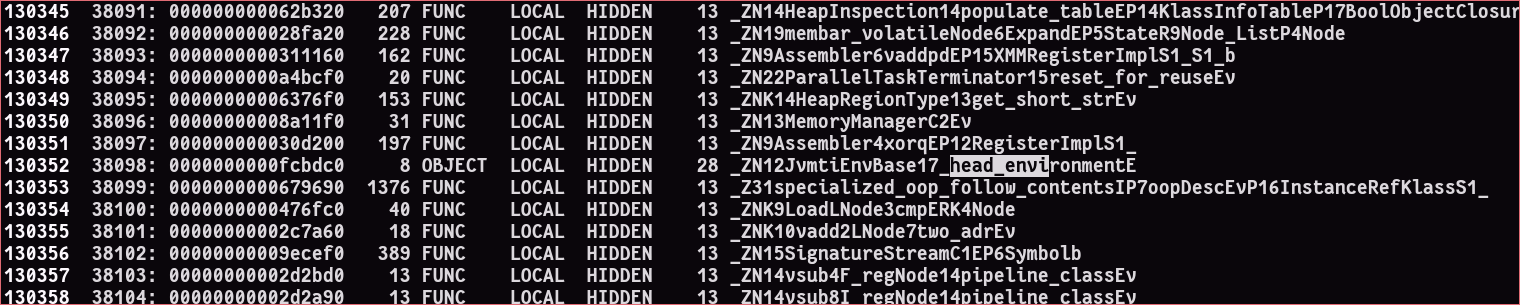 130345  38091: 000000000062b320   207 FUNC    LOCAL  HIDDEN    13 _ZN14HeapInspection14populate_tableEP14KlassInfoTableP17BoolObjectClosur
130346  38092: 000000000028fa20   228 FUNC    LOCAL  HIDDEN    13 _ZN19membar_volatileNode6ExpandEP5StateR9Node_ListP4Node
130347  38093: 0000000000311160   162 FUNC    LOCAL  HIDDEN    13 _ZN9Assembler6vaddpdEP15XMMRegisterImplS1_S1_b
130348  38094: 0000000000a4bcf0    20 FUNC    LOCAL  HIDDEN    13 _ZN22ParallelTaskTerminator15reset_for_reuseEv
130349  38095: 00000000006376f0   153 FUNC    LOCAL  HIDDEN    13 _ZNK14HeapRegionType13get_short_strEv
130350  38096: 00000000008a11f0    31 FUNC    LOCAL  HIDDEN    13 _ZN13MemoryManagerC2Ev
130351  38097: 000000000030d200   197 FUNC    LOCAL  HIDDEN    13 _ZN9Assembler4xorqEP12RegisterImplS1_
130352  38098: 0000000000fcbdc0     8 OBJECT  LOCAL  HIDDEN    28 _ZN12JvmtiEnvBase17_head_environmentE
130353  38099: 0000000000679690  1376 FUNC    LOCAL  HIDDEN    13 _Z31specialized_oop_follow_contentsIP7oopDescEvP16InstanceRefKlassS1_
130354  38100: 0000000000476fc0    40 FUNC    LOCAL  HIDDEN    13 _ZNK9LoadLNode3cmpERK4Node
130355  38101: 00000000002c7a60    18 FUNC    LOCAL  HIDDEN    13 _ZNK10vadd2LNode7two_adrEv
130356  38102: 00000000009ecef0   389 FUNC    LOCAL  HIDDEN    13 _ZN15SignatureStreamC1EP6Symbolb
130357  38103: 00000000002d2bd0    13 FUNC    LOCAL  HIDDEN    13 _ZN14vsub4F_regNode14pipeline_classEv
130358  38104: 00000000002d2a90    13 FUNC    LOCAL  HIDDEN    13 _ZN14vsub8I_regNode14pipeline_classEv